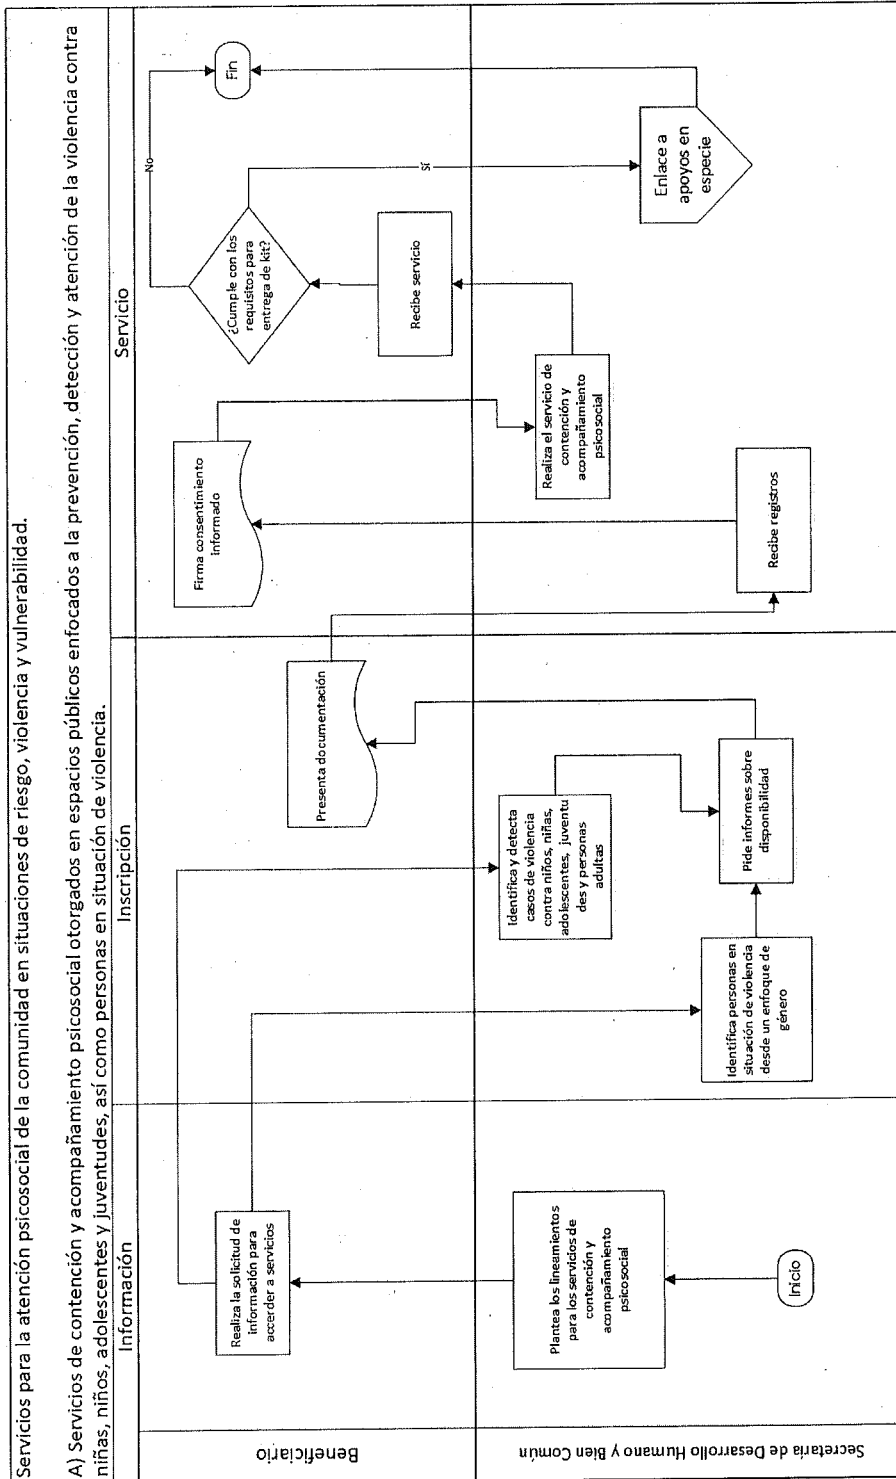 Servicios para la atención psicosocial de la comunidad en situaciones de riesgo, violencia y vulnerabilidad.
A) Servicios de contención y acompañamiento psicosocial otorgados en espacios públicos enfocados a la prevención, detección y atención de la violencia contra
niñas, niños, adolescentes y juventudes, así como personas en situación de violencia.
Información
Inscripción
Servicio
Beneficiario
Realiza la solicitud de
información para
accerder a servicios
Presenta documentación
Firma consentimiento
informado
¿Cumple con los
requisitos para
entrega de kit?
No
Fin
Recibe servicio
Sí
Secretaría de Desarrollo Humano y Bien Común
Inicio
Plantea los lineamientos
para los servicios de
contención y
acompañamiento
psicosocial
Identifica personas en
situación de violencia
desde un enfoque de
género
Identifica y detecta
casos de violencia
contra niños, niñas,
adolescentes, juventu
des y personas
adultas
Pide informes sobre
disponibilidad
Recibe registros
Realiza el servicio de
contención y
acompañamiento
psicosocial
Enlace a
apoyos en
especie